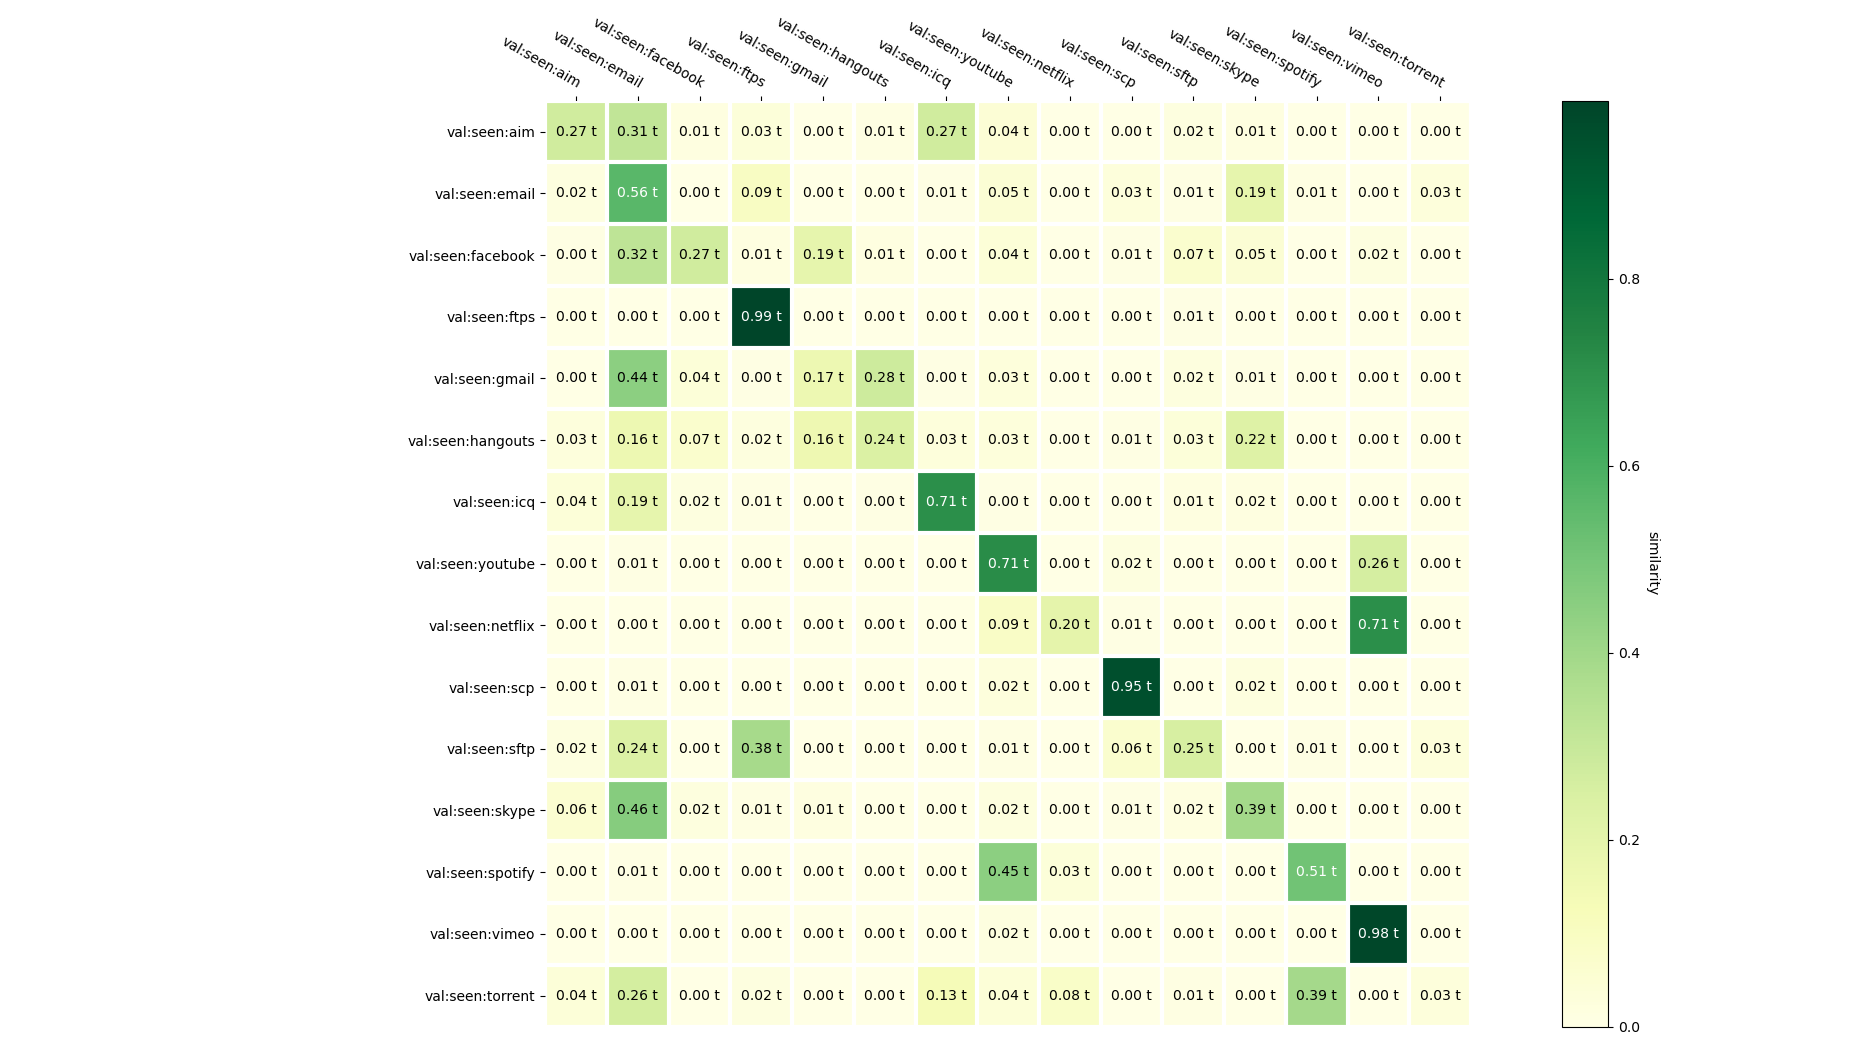 val:seen:aim val:seen:email val:seen:facebook val:seen:ftps val:seen:gmail val:seen:hangouts val:seen:icq val:seen:youtube val:seen:netflix val:seen:scp val:seen:sftp val:seen:skype val:seen:spotify val:seen:vimeo val:seen:torrent
val:seen:aim 0.27 t 0.31 t 0.01 t 0.03 t 0.00 t 0.01 t 0.27 t 0.04 t 0.00 t 0.00 t 0.02 t 0.01 t 0.00 t 0.00 t 0.00 t
val:seen:email 0.02 t 0.56 t 0.00 t 0.09 t 0.00 t 0.00 t 0.01 t 0.05 t 0.00 t 0.03 t 0.01 t 0.19 t 0.01 t 0.00 t 0.03 t
val:seen:facebook 0.00 t 0.32 t 0.27 t 0.01 t 0.19 t 0.01 t 0.00 t 0.04 t 0.00 t 0.01 t 0.07 t 0.05 t 0.00 t 0.02 t 0.00 t
val:seen:ftps 0.00 t 0.00 t 0.00 t 0.99 t 0.00 t 0.00 t 0.00 t 0.00 t 0.00 t 0.00 t 0.01 t 0.00 t 0.00 t 0.00 t 0.00 t
val:seen:gmail 0.00 t 0.44 t 0.04 t 0.00 t 0.17 t 0.28 t 0.00 t 0.03 t 0.00 t 0.00 t 0.02 t 0.01 t 0.00 t 0.00 t 0.00 t
val:seen:hangouts 0.03 t 0.16 t 0.07 t 0.02 t 0.16 t 0.24 t 0.03 t 0.03 t 0.00 t 0.01 t 0.03 t 0.22 t 0.00 t 0.00 t 0.00 t
val:seen:icq 0.04 t 0.19 t 0.02 t 0.01 t 0.00 t 0.00 t 0.71 t 0.00 t 0.00 t 0.00 t 0.01 t 0.02 t 0.00 t 0.00 t 0.00 t
val:seen:youtube 0.00 t 0.01 t 0.00 t 0.00 t 0.00 t 0.00 t 0.00 t 0.71 t 0.00 t 0.02 t 0.00 t 0.00 t 0.00 t 0.26 t 0.00 t
val:seen:netflix 0.00 t 0.00 t 0.00 t 0.00 t 0.00 t 0.00 t 0.00 t 0.09 t 0.20 t 0.01 t 0.00 t 0.00 t 0.00 t 0.71 t 0.00 t
val:seen:scp 0.00 t 0.01 t 0.00 t 0.00 t 0.00 t 0.00 t 0.00 t 0.02 t 0.00 t 0.95 t 0.00 t 0.02 t 0.00 t 0.00 t 0.00 t
val:seen:sftp 0.02 t 0.24 t 0.00 t 0.38 t 0.00 t 0.00 t 0.00 t 0.01 t 0.00 t 0.06 t 0.25 t 0.00 t 0.01 t 0.00 t 0.03 t
val:seen:skype 0.06 t 0.46 t 0.02 t 0.01 t 0.01 t 0.00 t 0.00 t 0.02 t 0.00 t 0.01 t 0.02 t 0.39 t 0.00 t 0.00 t 0.00 t
val:seen:spotify 0.00 t 0.01 t 0.00 t 0.00 t 0.00 t 0.00 t 0.00 t 0.45 t 0.03 t 0.00 t 0.00 t 0.00 t 0.51 t 0.00 t 0.00 t
val:seen:vimeo 0.00 t 0.00 t 0.00 t 0.00 t 0.00 t 0.00 t 0.00 t 0.02 t 0.00 t 0.00 t 0.00 t 0.00 t 0.00 t 0.98 t 0.00 t
val:seen:torrent 0.04 t 0.26 t 0.00 t 0.02 t 0.00 t 0.00 t 0.13 t 0.04 t 0.08 t 0.00 t 0.01 t 0.00 t 0.39 t 0.00 t 0.03 t
0.8
0.6
0.4
0.2
0.0
similarity